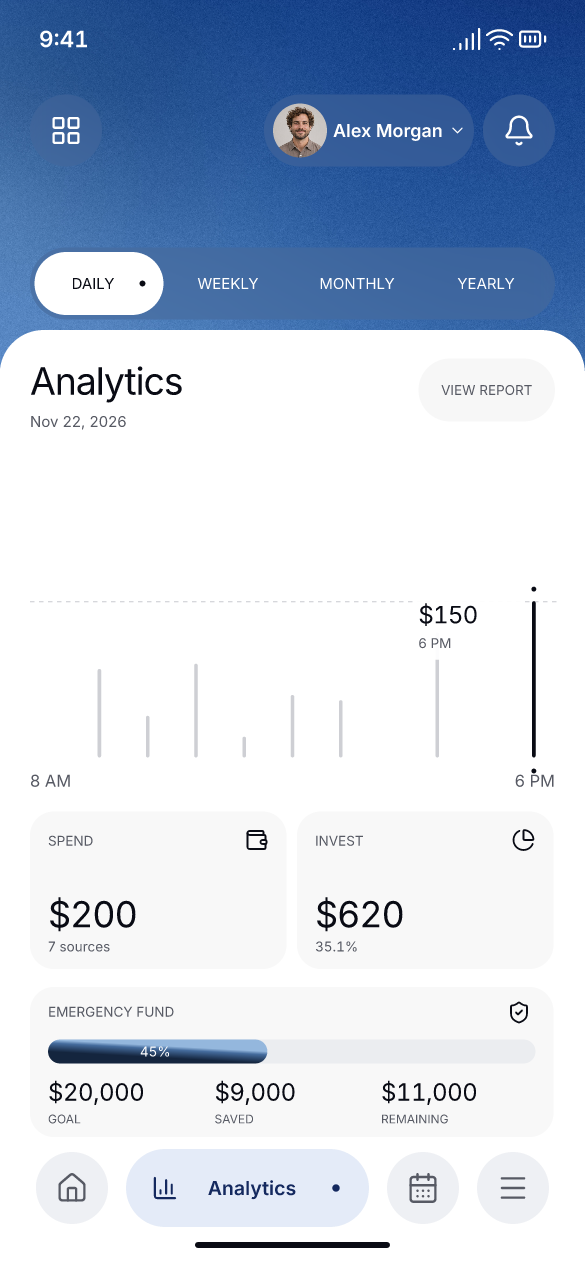 9:41
Alex Morgan
DAILY
WEEKLY
MONTHLY
YEARLY
Analytics
VIEW REPORT
Nov 22, 2026
$150
6 PM
8 AM
6 PM
SPEND
INVEST
$200
$620
7 sources
35.1%
EMERGENCY FUND
45%
$20,000
$9,000
$11,000
GOAL
SAVED
REMAINING
Analytics